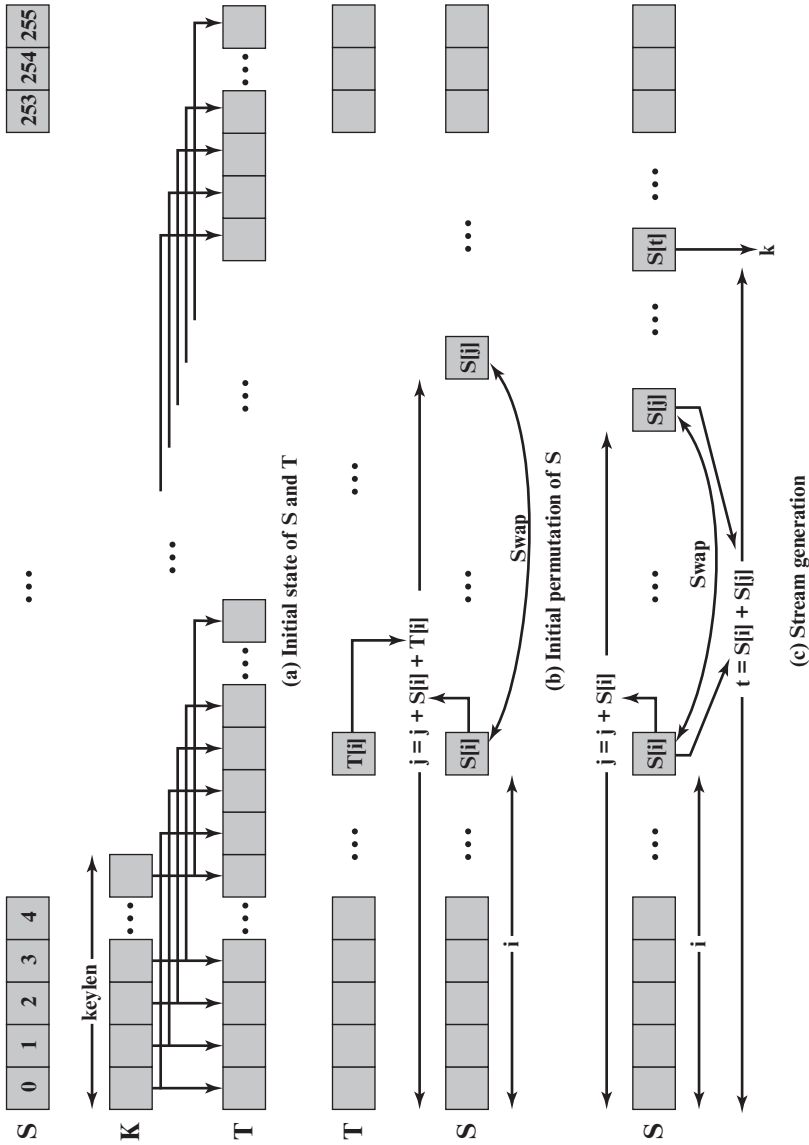 S 0 1 2 3 4 ••• 253 254 255
keylen
K •••
T ••• ••• ••• ••• •••
(a) Initial state of S and T
T ••• T[i] •••
j = j + S[i] + T[i]
S ••• S[i] ••• S[j] •••
i
Swap
(b) Initial permutation of S
j = j + S[i]
S ••• S[i] ••• S[j] ••• S[t] •••
i
Swap
t = S[i] + S[j]
k
(c) Stream generation